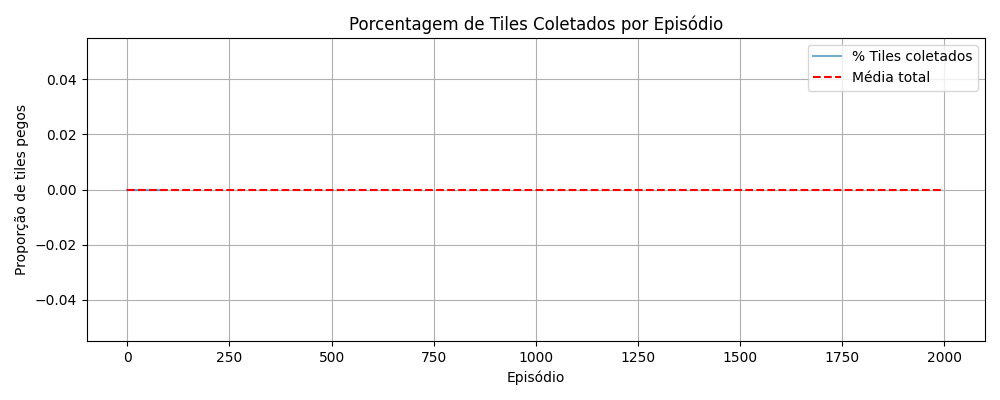 Porcentagem de Tiles Coletados por Episódio
% Tiles coletados
Média total
Proporção de tiles pegos
0.04
0.02
0.00
−0.02
−0.04
0 250 500 750 1000 1250 1500 1750 2000
Episódio